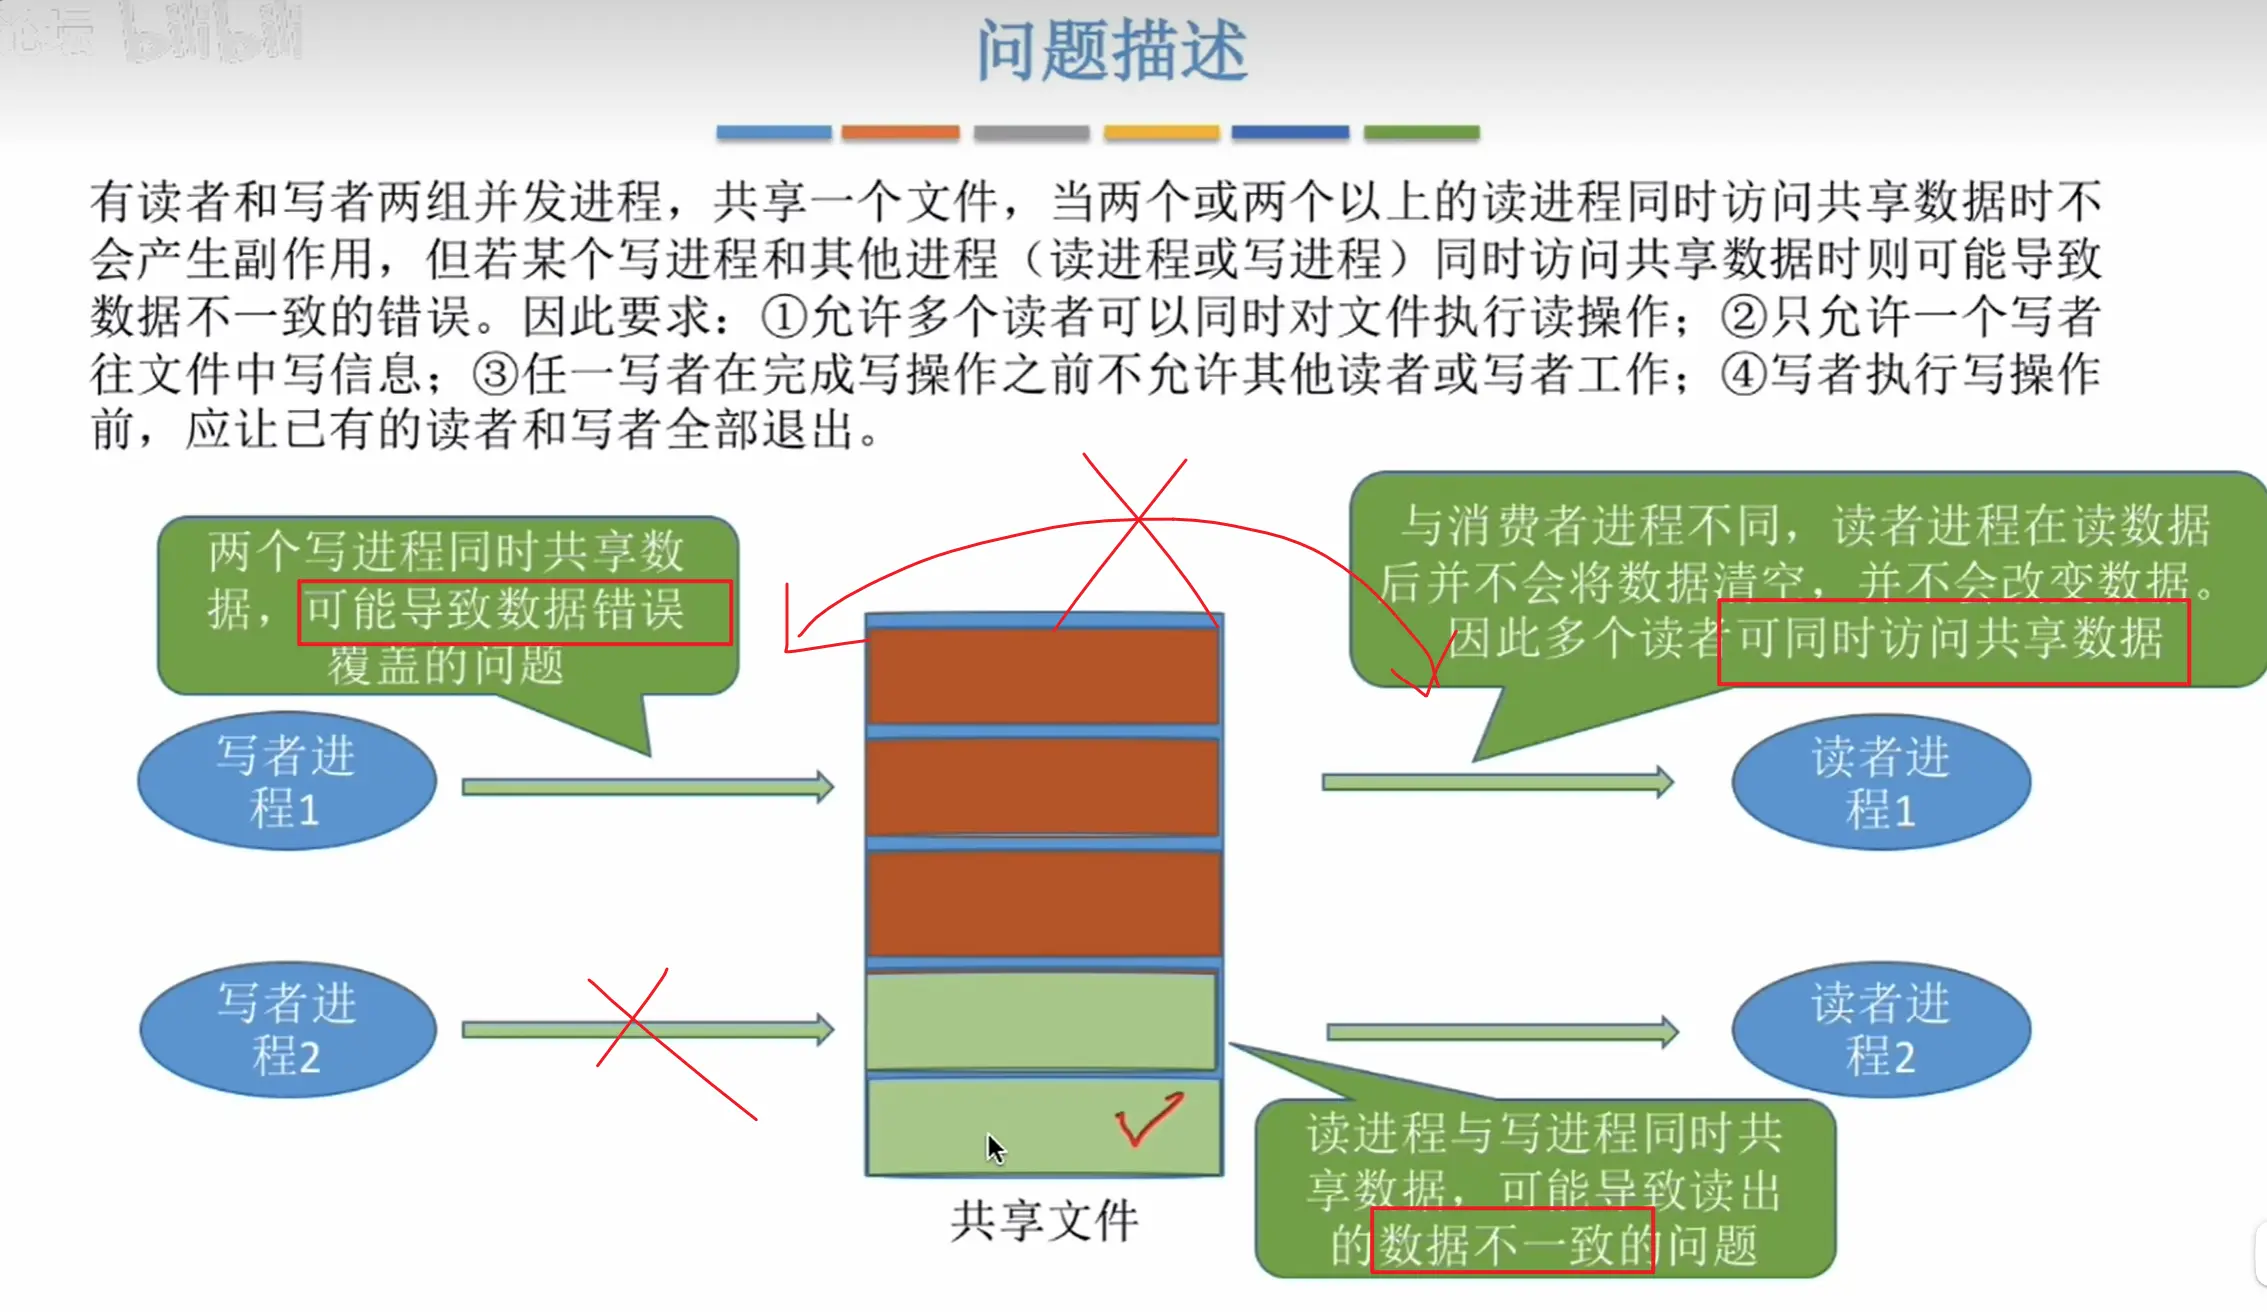 论坛 bilibili
问题描述
有读者和写者两组并发进程，共享一个文件，当两个或两个以上的读进程同时访问共享数据时不
会产生副作用，但若某个写进程和其他进程（读进程或写进程）同时访问共享数据时则可能导致
数据不一致的错误。因此要求：①允许多个读者可以同时对文件执行读操作；②只允许一个写者
往文件中写信息；③任一写者在完成写操作之前不允许其他读者或写者工作；④写者执行写操作
前，应让已有的读者和写者全部退出。
两个写进程同时共享数
据，可能导致数据错误
覆盖的问题
与消费者进程不同，读者进程在读数据
后并不会将数据清空，并不会改变数据。
因此多个读者可同时访问共享数据
写者进
程1
读者进
程1
写者进
程2
读者进
程2
读进程与写进程同时共
享数据，可能导致读出
的数据不一致的问题
共享文件